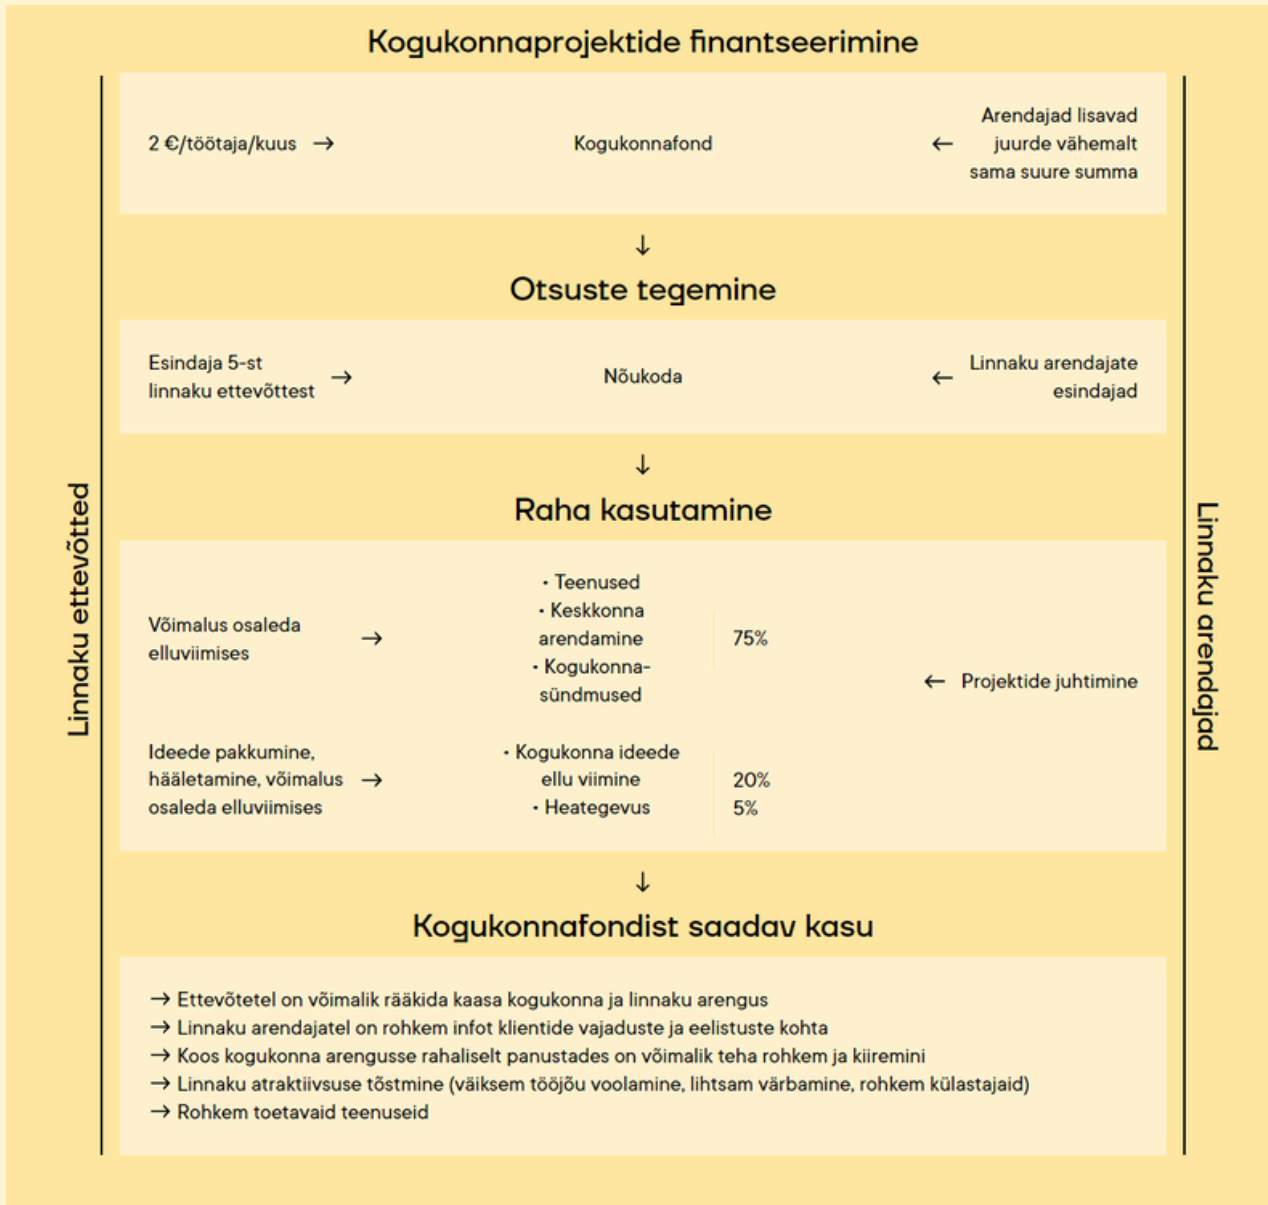 Kogukonnaprojektide finantseerimine
2 €/töötaja/kuus →
Kogukonnafond
← Arendajad lisavad
juurde vähemalt
sama suure summa
↓
Otsuste tegemine
Esindaja 5-st
linnaku ettevõttest →
Nõukoda
← Linnaku arendajate
esindajad
↓
Raha kasutamine
Võimalus osaleda
elluviimises →
• Teenused
• Keskkonna
arendamine
• Kogukonna-
sündmused
75%
← Projektide juhtimine
Ideede pakkumine,
hääletamine, võimalus →
osaleda elluviimises
• Kogukonna ideede
ellu viimine
• Heategevus
20%
5%
↓
Kogukonnafondist saadav kasu
→ Ettevõtetel on võimalik rääkida kaasa kogukonna ja linnaku arengus
→ Linnaku arendajatel on rohkem infot klientide vajaduste ja eelistuste kohta
→ Koos kogukonna arengusse rahaliselt panustades on võimalik teha rohkem ja kiiremini
→ Linnaku atraktiivsuse tõstmine (väiksem tööjõu voolamine, lihtsam värbamine, rohkem külastajaid)
→ Rohkem toetavaid teenuseid
Linnaku ettevõtted
Linnaku arendajad